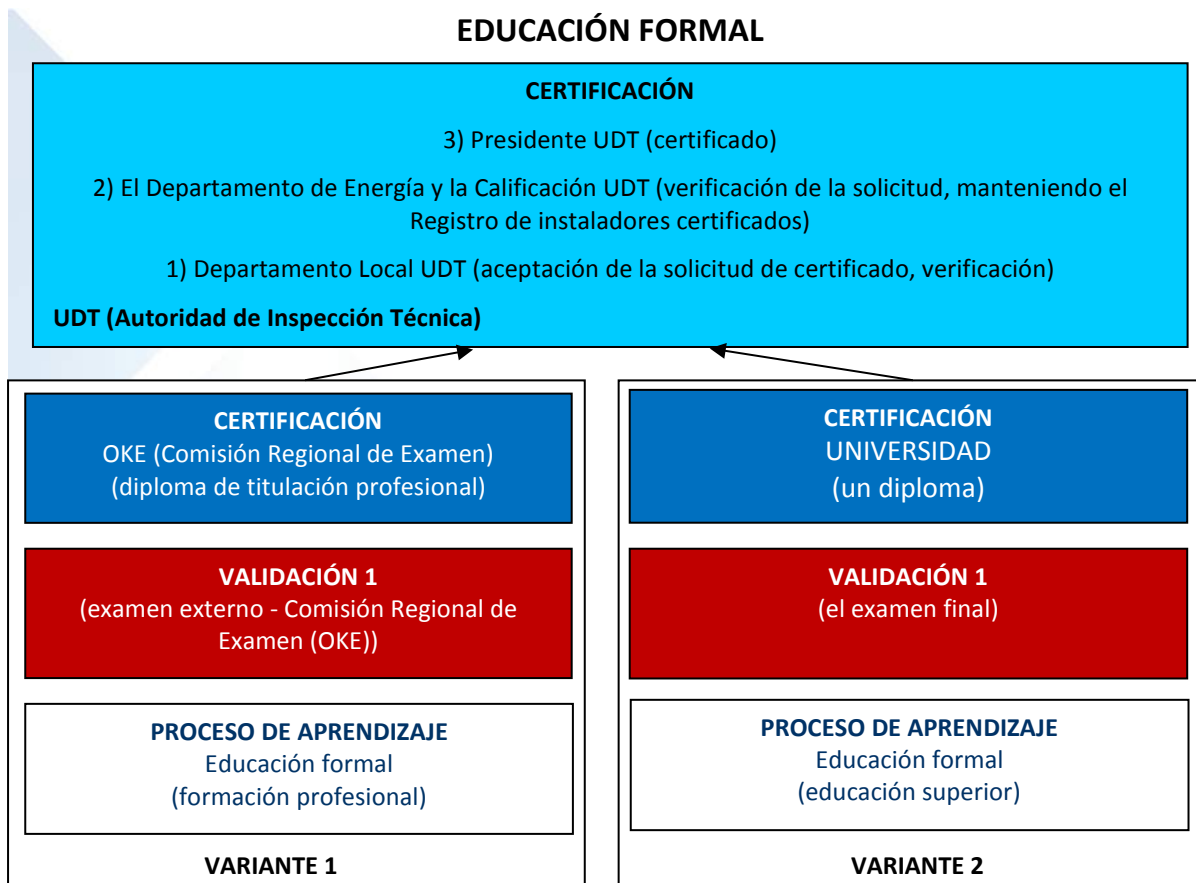 EDUCACIÓN FORMAL
CERTIFICACIÓN
3) Presidente UDT (certificado)
2) El Departamento de Energía y la Calificación UDT (verificación de la solicitud, manteniendo el
Registro de instaladores certificados)
1) Departamento Local UDT (aceptación de la solicitud de certificado, verificación)
UDT (Autoridad de Inspección Técnica)
CERTIFICACIÓN
OKE (Comisión Regional de Examen)
(diploma de titulación profesional)
VALIDACIÓN 1
(examen externo - Comisión Regional de
Examen (OKE))
PROCESO DE APRENDIZAJE
Educación formal
(formación profesional)
VARIANTE 1
CERTIFICACIÓN
UNIVERSIDAD
(un diploma)
VALIDACIÓN 1
(el examen final)
PROCESO DE APRENDIZAJE
Educación formal
(educación superior)
VARIANTE 2